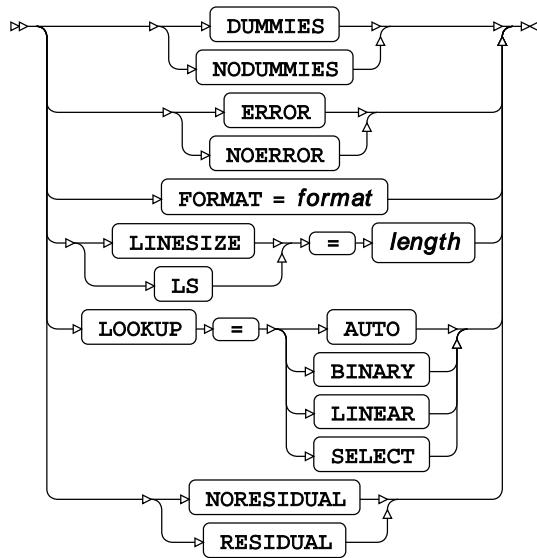 DUMMIES
NODUMMIES
ERROR
NOERROR
FORMAT = format
LINESIZE = length
LS
LOOKUP = AUTO
BINARY
LINEAR
SELECT
NORESIDUAL
RESIDUAL